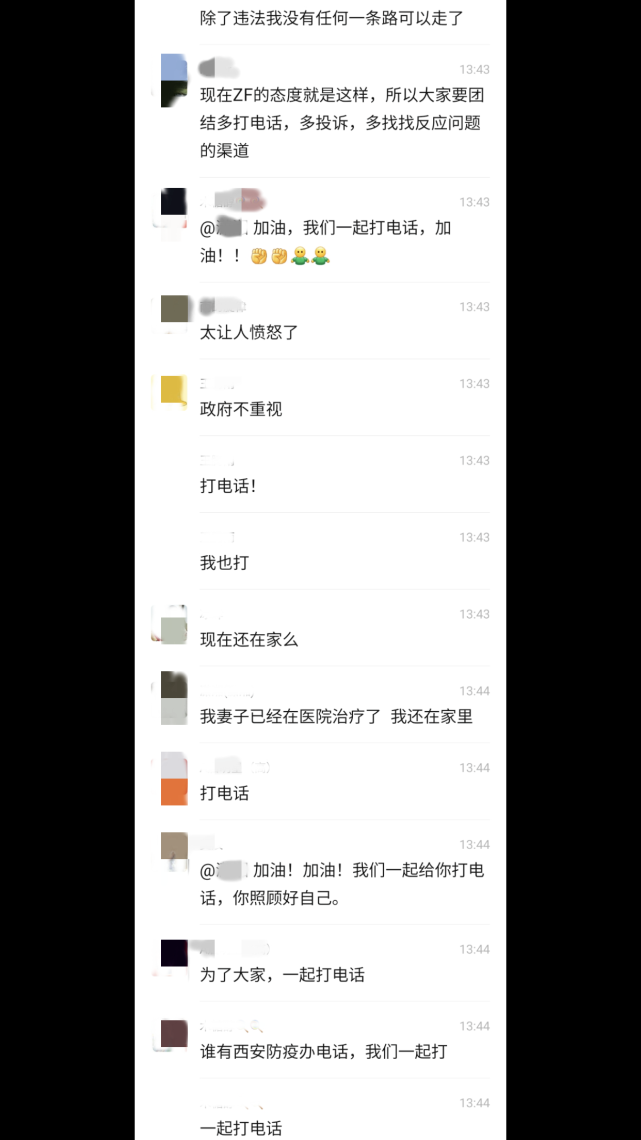 除了违法我没有任何一条路可以走了
13:43
现在ZF的态度就是这样，所以大家要团
结多打电话，多投诉，多找找反应问题
的渠道
13:43
@ 加油，我们一起打电话，加
油！！✊✊
13:43
太让人愤怒了
13:43
政府不重视
13:43
打电话！
13:43
我也打
13:43
现在还在家么
13:44
我妻子已经在医院治疗了 我还在家里
13:44
打电话
13:44
@ 加油！加油！我们一起给你打电
话，你照顾好自己。
13:44
为了大家，一起打电话
13:44
谁有西安防疫办电话，我们一起打
13:44
一起打电话